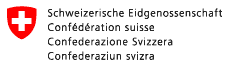 Schweizerische Eidgenossenschaft
Confédération suisse
Confederazione Svizzera
Confederaziun svizra